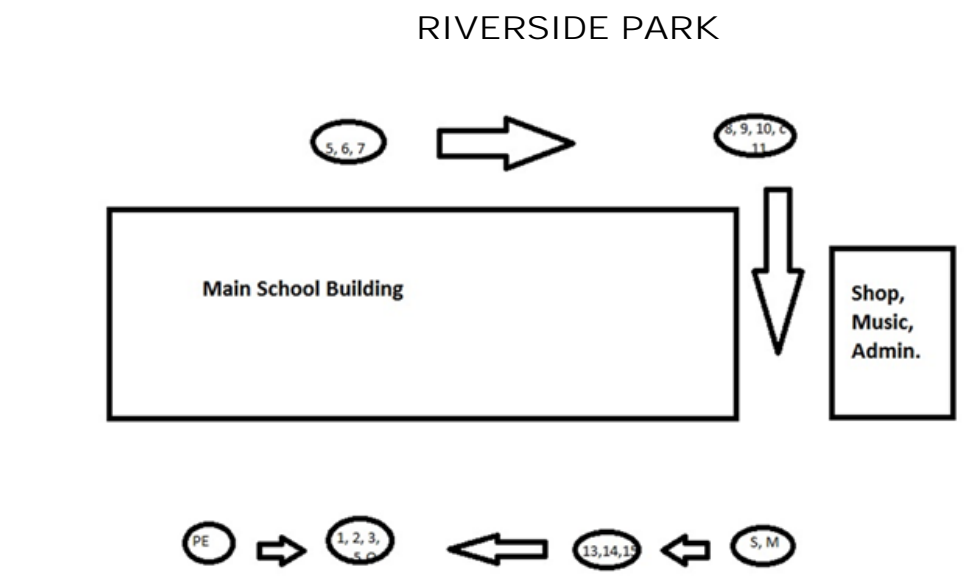 RIVERSIDE PARK
5, 6, 7
8, 9, 10, c
11
Main School Building
Shop,
Music,
Admin.
PE
1, 2, 3,
13,14,15
S, M